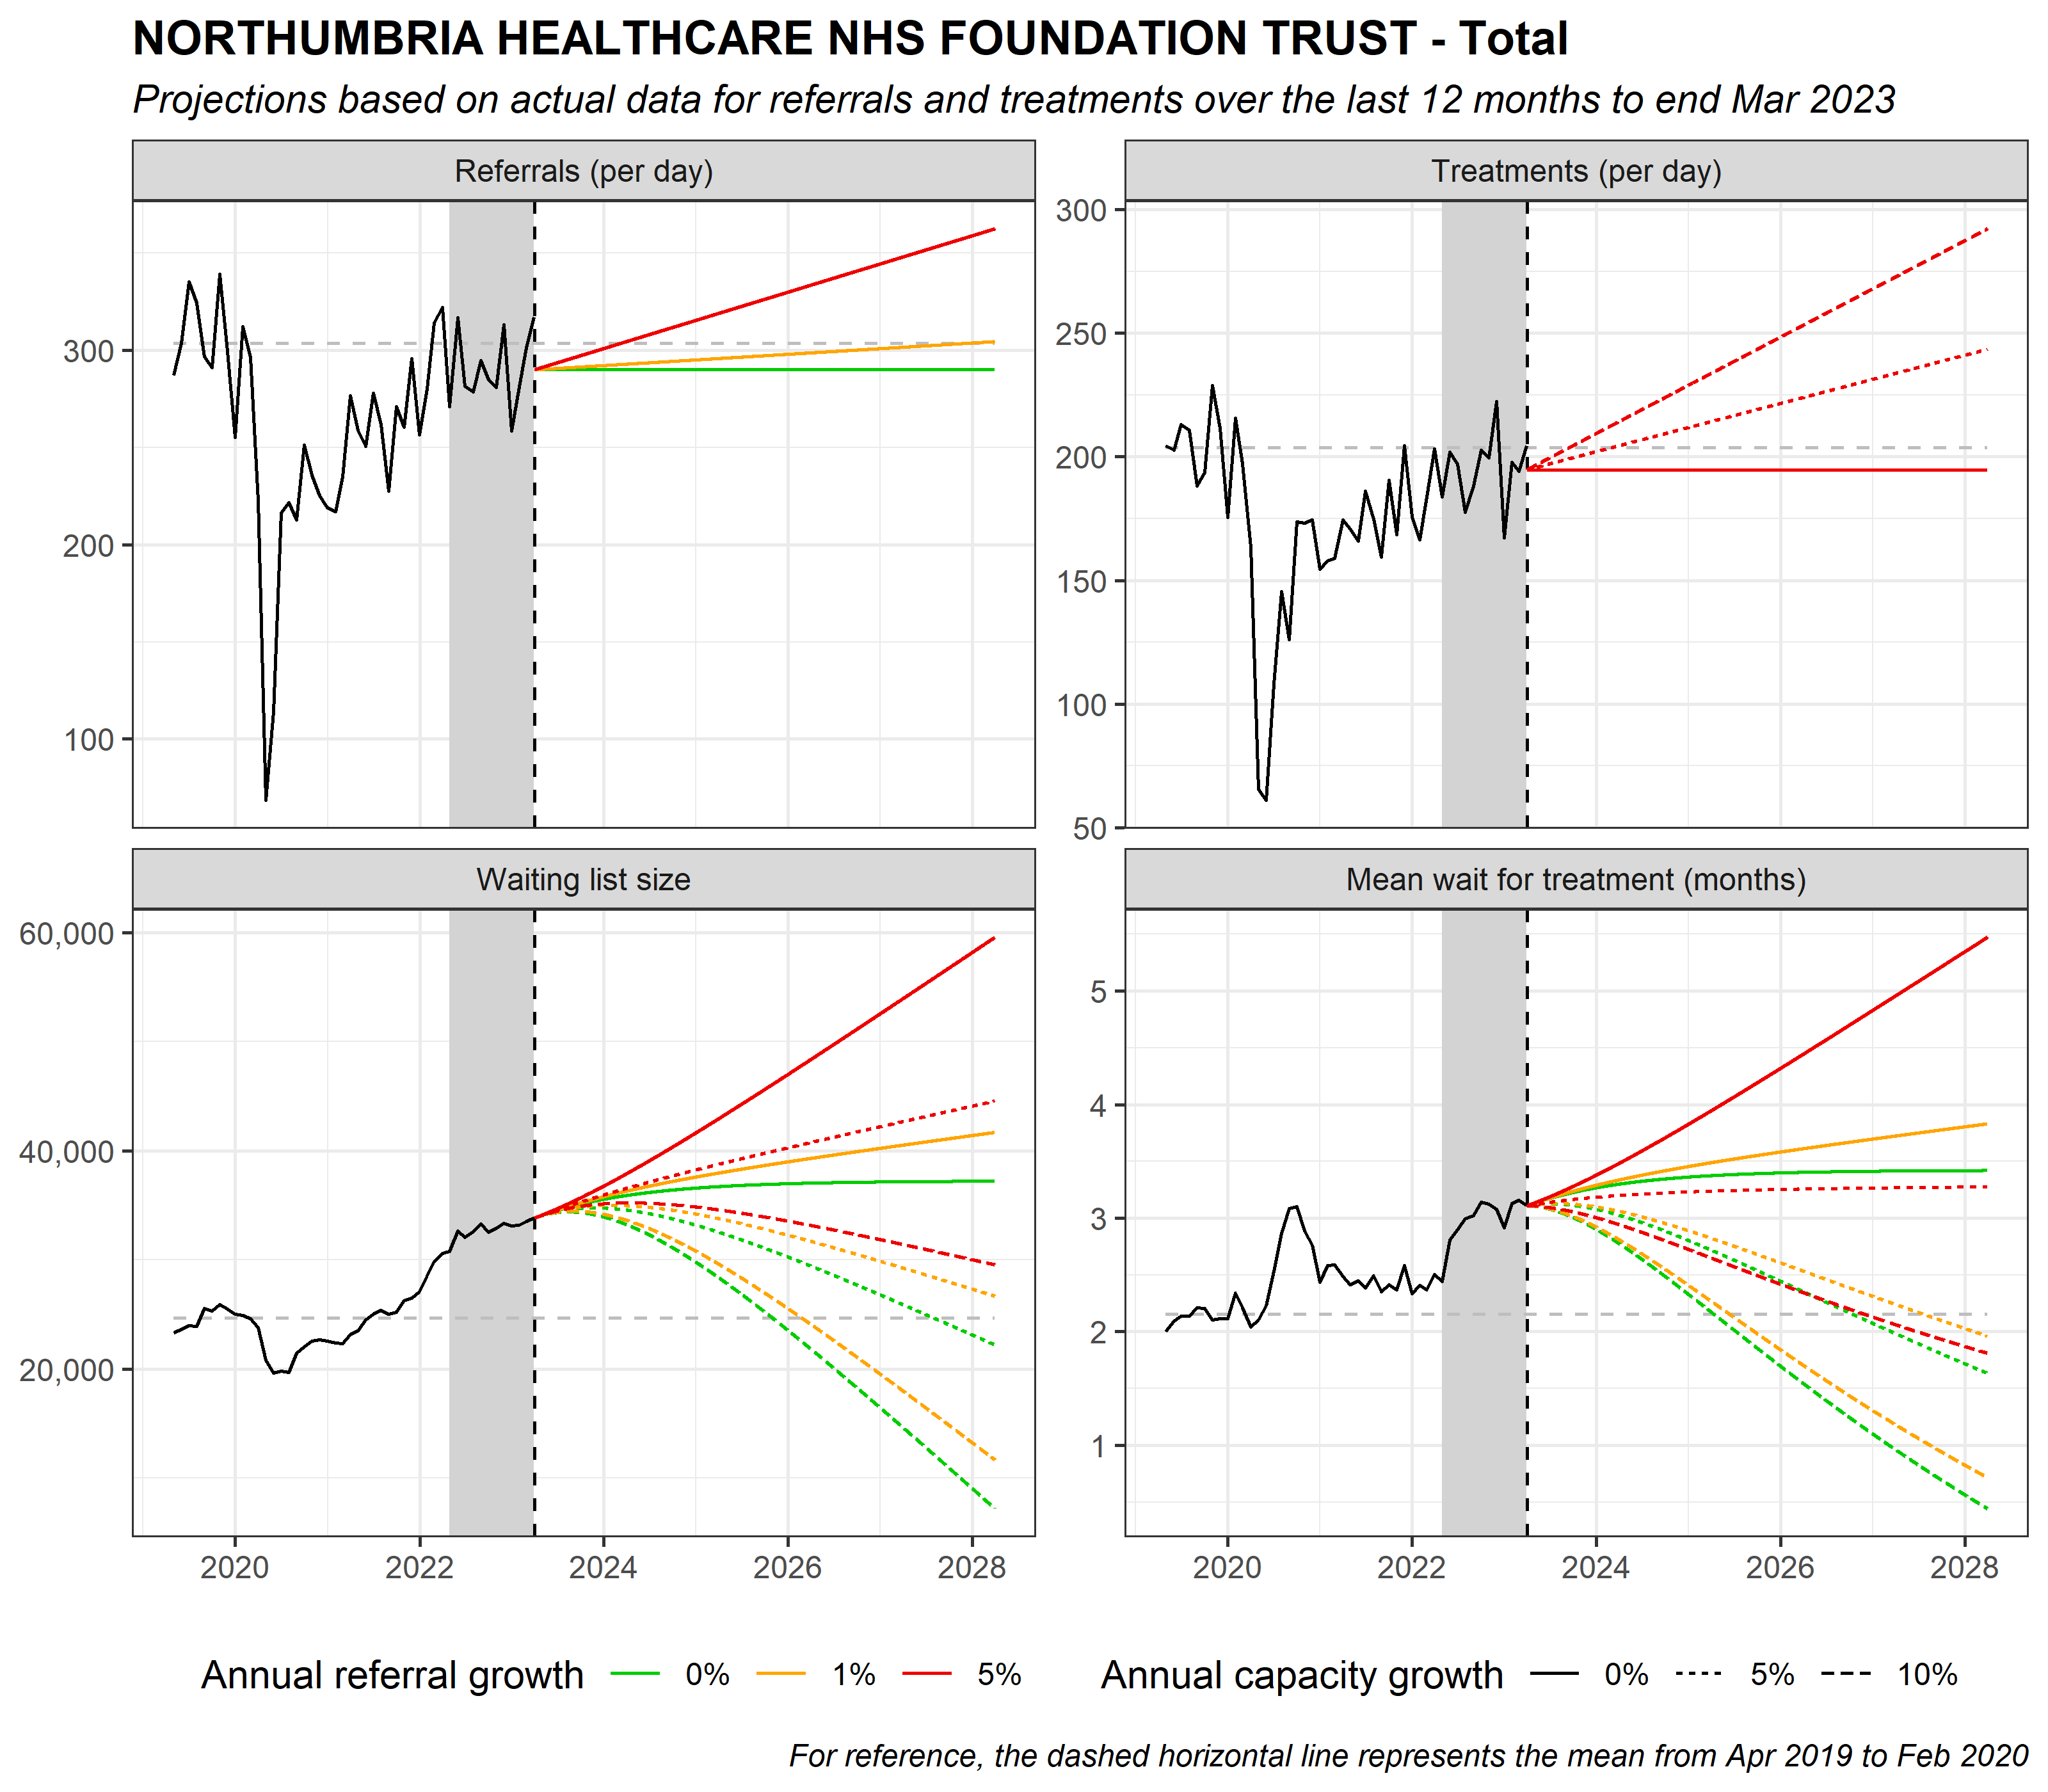 NORTHUMBRIA HEALTHCARE NHS FOUNDATION TRUST - Total
Projections based on actual data for referrals and treatments over the last 12 months to end Mar 2023
Referrals (per day)
300
200
100
Treatments (per day)
300
250
200
150
100
50
Waiting list size
60,000
40,000
20,000
2020 2022 2024 2026 2028
Mean wait for treatment (months)
5
4
3
2
1
2020 2022 2024 2026 2028
Annual referral growth 0% 1% 5%
Annual capacity growth 0% 5% 10%
For reference, the dashed horizontal line represents the mean from Apr 2019 to Feb 2020